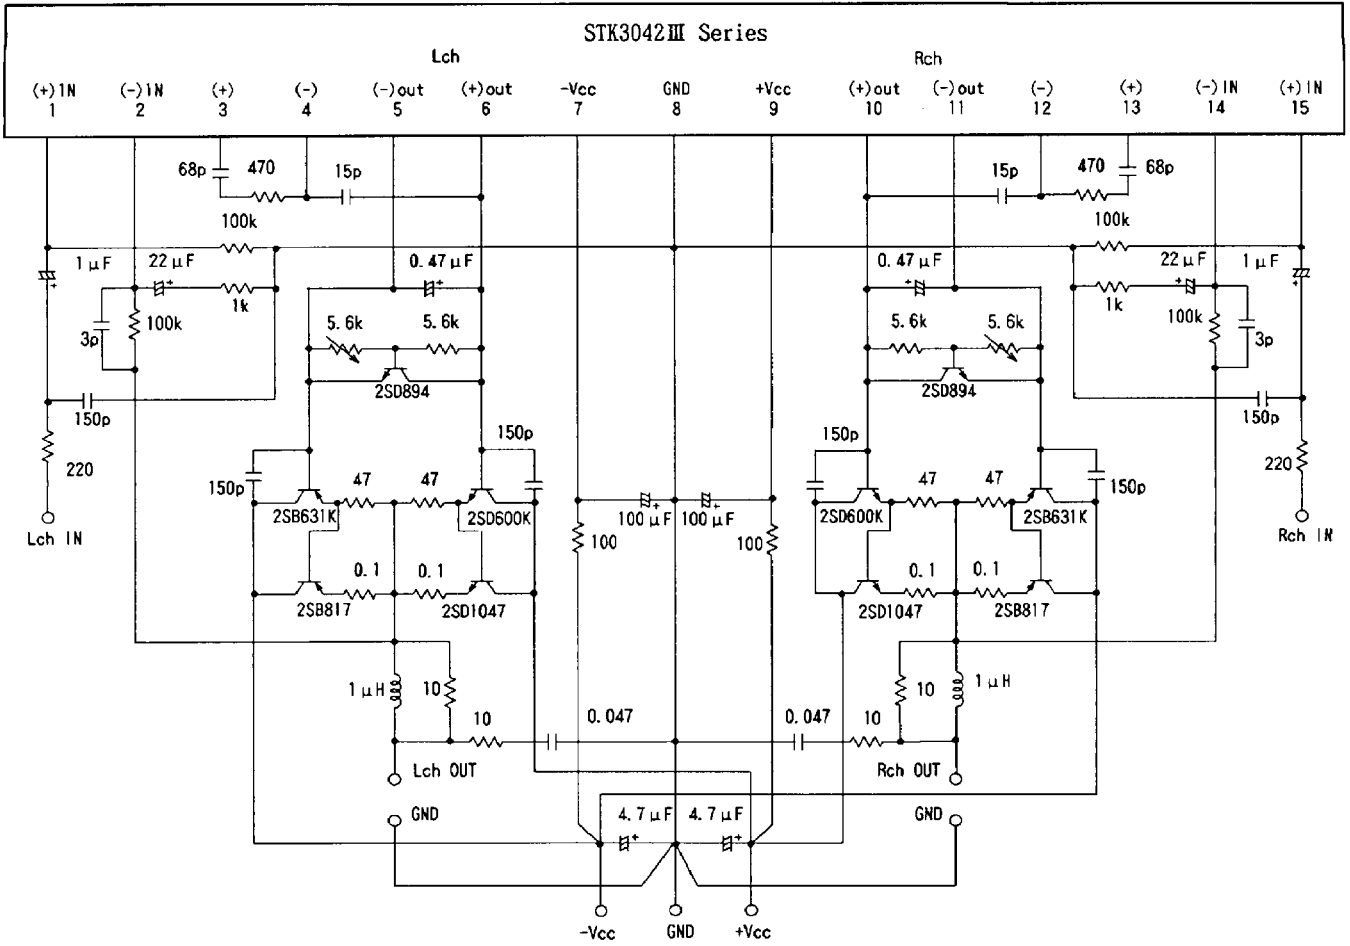 STK3042Ⅲ Series
Lch Rch
(+)IN (-)IN (+) (-) (-)out (+)out -Vcc GND +Vcc (+)out (-)out (-) (+) (-)IN (+)IN
1 2 3 4 5 6 7 8 9 10 11 12 13 14 15
68p 470 15p 15p 470 68p
100k 100k
1μF 22μF 0.47μF 0.47μF 22μF 1μF
1k 1k
3p 100k 5.6k 5.6k 5.6k 5.6k 100k 3p
2SD894 2SD894
150p 150p
150p 150p
220 47 47 47 47 220
150p 150p
2SB631K 2SD600K 100μF 100μF 2SD600K 2SB631K
Lch IN 100 100 Rch IN
0.1 0.1 0.1 0.1
2SB817 2SD1047 2SD1047 2SB817
1μH 10 10 1μH
10 0.047 0.047 10
Lch OUT Rch OUT
GND 4.7μF 4.7μF GND
-Vcc GND +Vcc